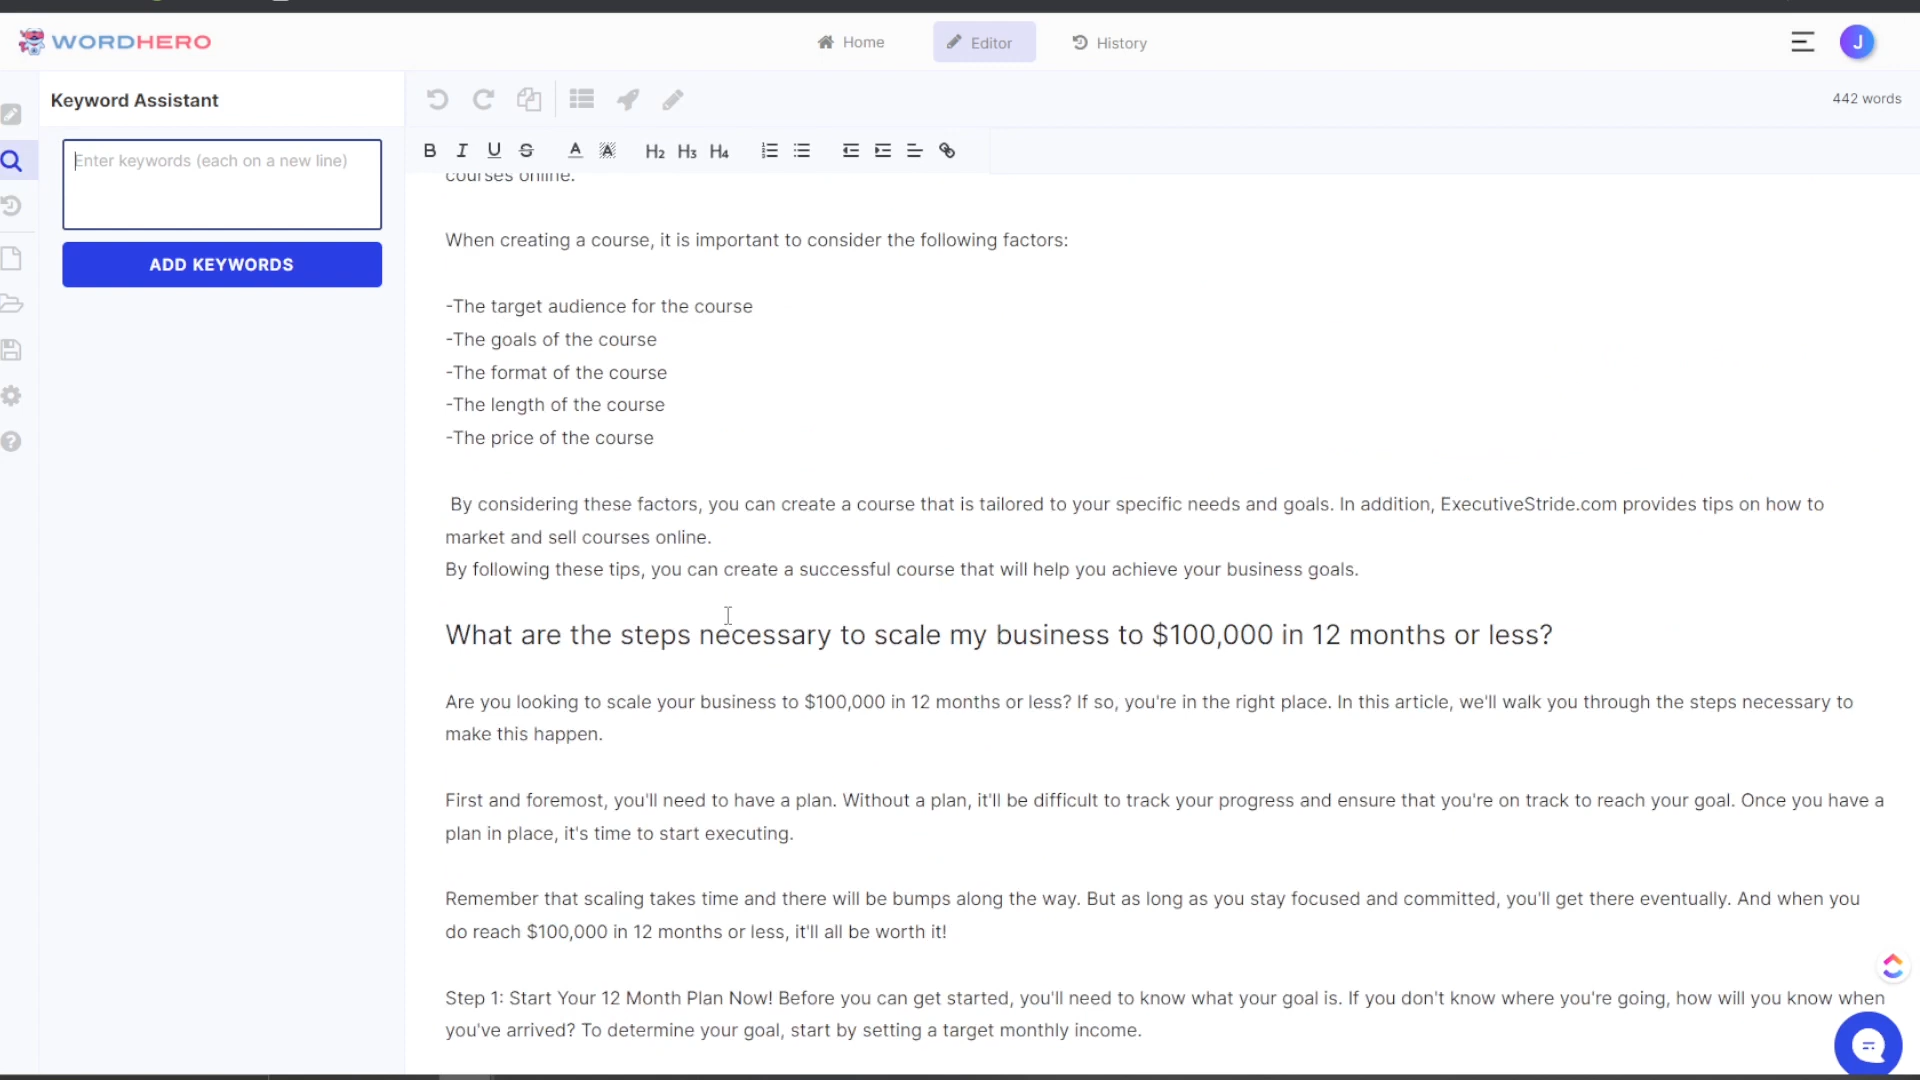 WORDHERO
Home
Editor
History
J
Keyword Assistant
442 words
Enter keywords (each on a new line)
ADD KEYWORDS
B I U S A A H2 H3 H4
courses online.
When creating a course, it is important to consider the following factors:
-The target audience for the course
-The goals of the course
-The format of the course
-The length of the course
-The price of the course
By considering these factors, you can create a course that is tailored to your specific needs and goals. In addition, ExecutiveStride.com provides tips on how to
market and sell courses online.
By following these tips, you can create a successful course that will help you achieve your business goals.
What are the steps necessary to scale my business to $100,000 in 12 months or less?
Are you looking to scale your business to $100,000 in 12 months or less? If so, you're in the right place. In this article, we'll walk you through the steps necessary to
make this happen.
First and foremost, you'll need to have a plan. Without a plan, it'll be difficult to track your progress and ensure that you're on track to reach your goal. Once you have a
plan in place, it's time to start executing.
Remember that scaling takes time and there will be bumps along the way. But as long as you stay focused and committed, you'll get there eventually. And when you
do reach $100,000 in 12 months or less, it'll all be worth it!
Step 1: Start Your 12 Month Plan Now! Before you can get started, you'll need to know what your goal is. If you don't know where you're going, how will you know when
you've arrived? To determine your goal, start by setting a target monthly income.